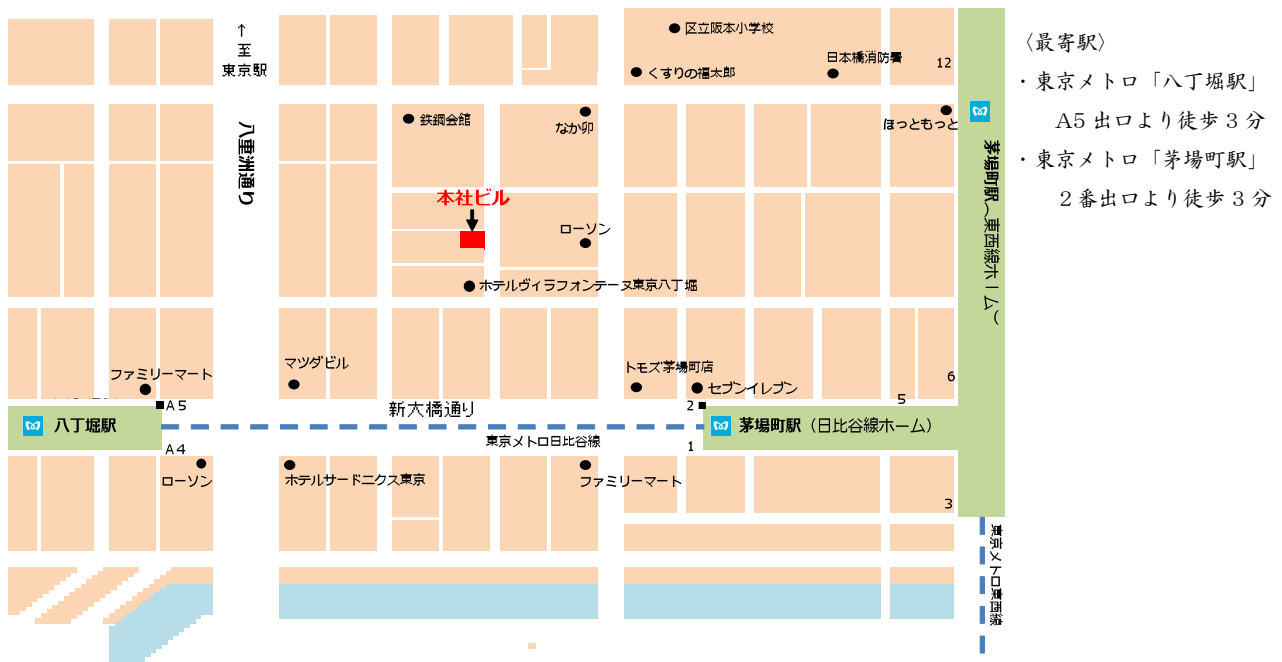 ↑
至
東京駅
八重洲通り
区立阪本小学校
日本橋消防署
くすりの福太郎
12
鉄鋼会館
なか卯
ほっともっと
本社ビル
ローソン
ホテルヴィラフォンテーヌ東京八丁堀
茅場町駅(東西線ホーム)
〈最寄駅〉
・東京メトロ「八丁堀駅」
A5出口より徒歩3分
・東京メトロ「茅場町駅」
2番出口より徒歩3分
ファミリーマート
マツダビル
トモズ茅場町店
セブンイレブン
6
5
A5
新大橋通り
2
八丁堀駅
茅場町駅(日比谷線ホーム)
東京メトロ日比谷線
A4
1
ローソン
ホテルサードニクス東京
ファミリーマート
3
東京メトロ東西線